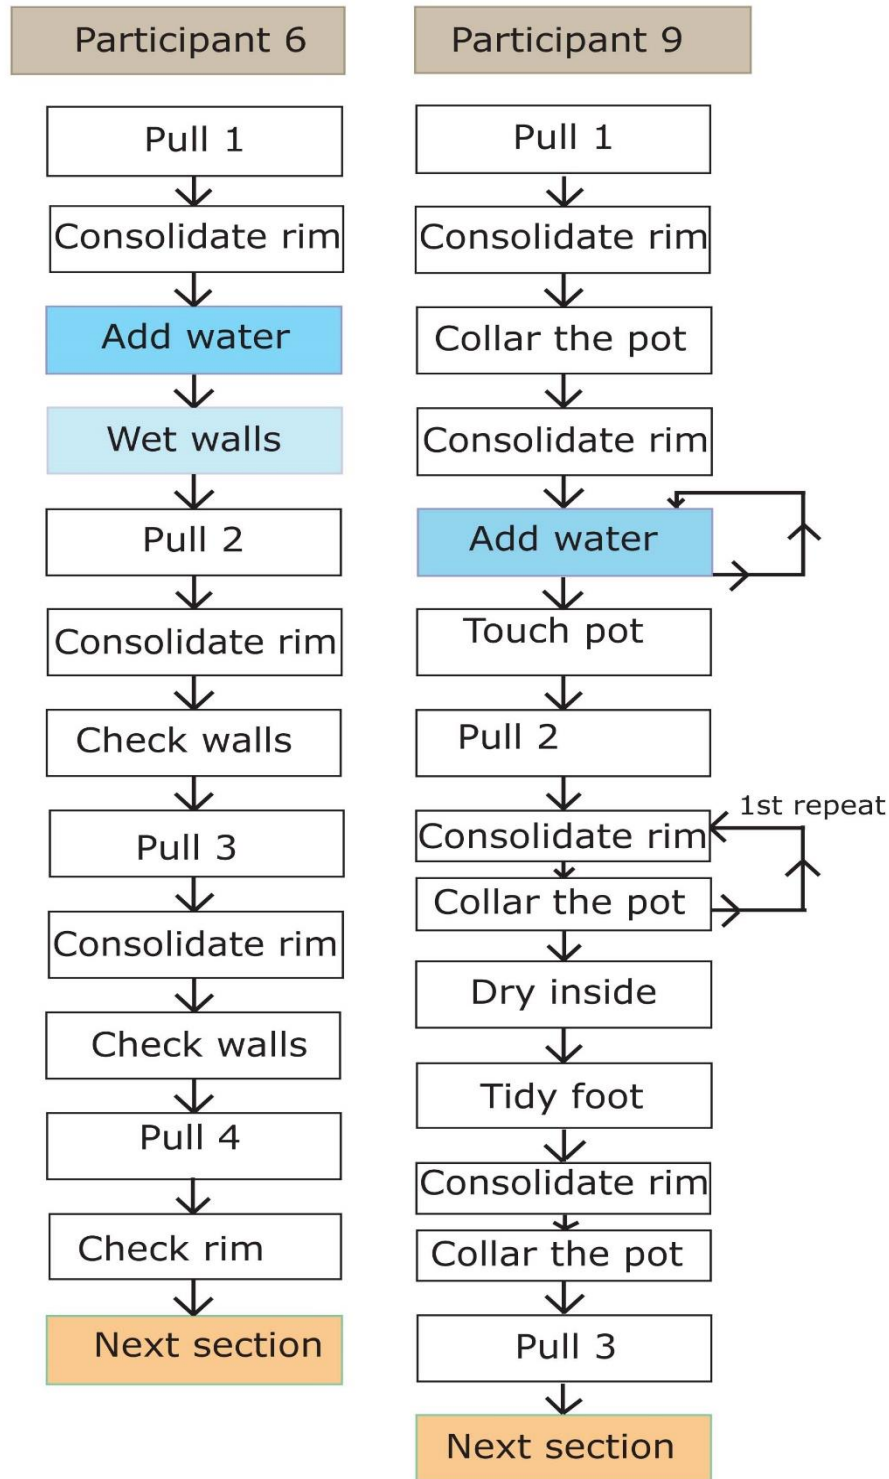 Participant 6
Pull 1
Consolidate rim
Add water
Wet walls
Pull 2
Consolidate rim
Check walls
Pull 3
Consolidate rim
Check walls
Pull 4
Check rim
Next section
Participant 9
Pull 1
Consolidate rim
Collar the pot
Consolidate rim
Add water
Touch pot
Pull 2
1st repeat
Consolidate rim
Collar the pot
Dry inside
Tidy foot
Consolidate rim
Collar the pot
Pull 3
Next section